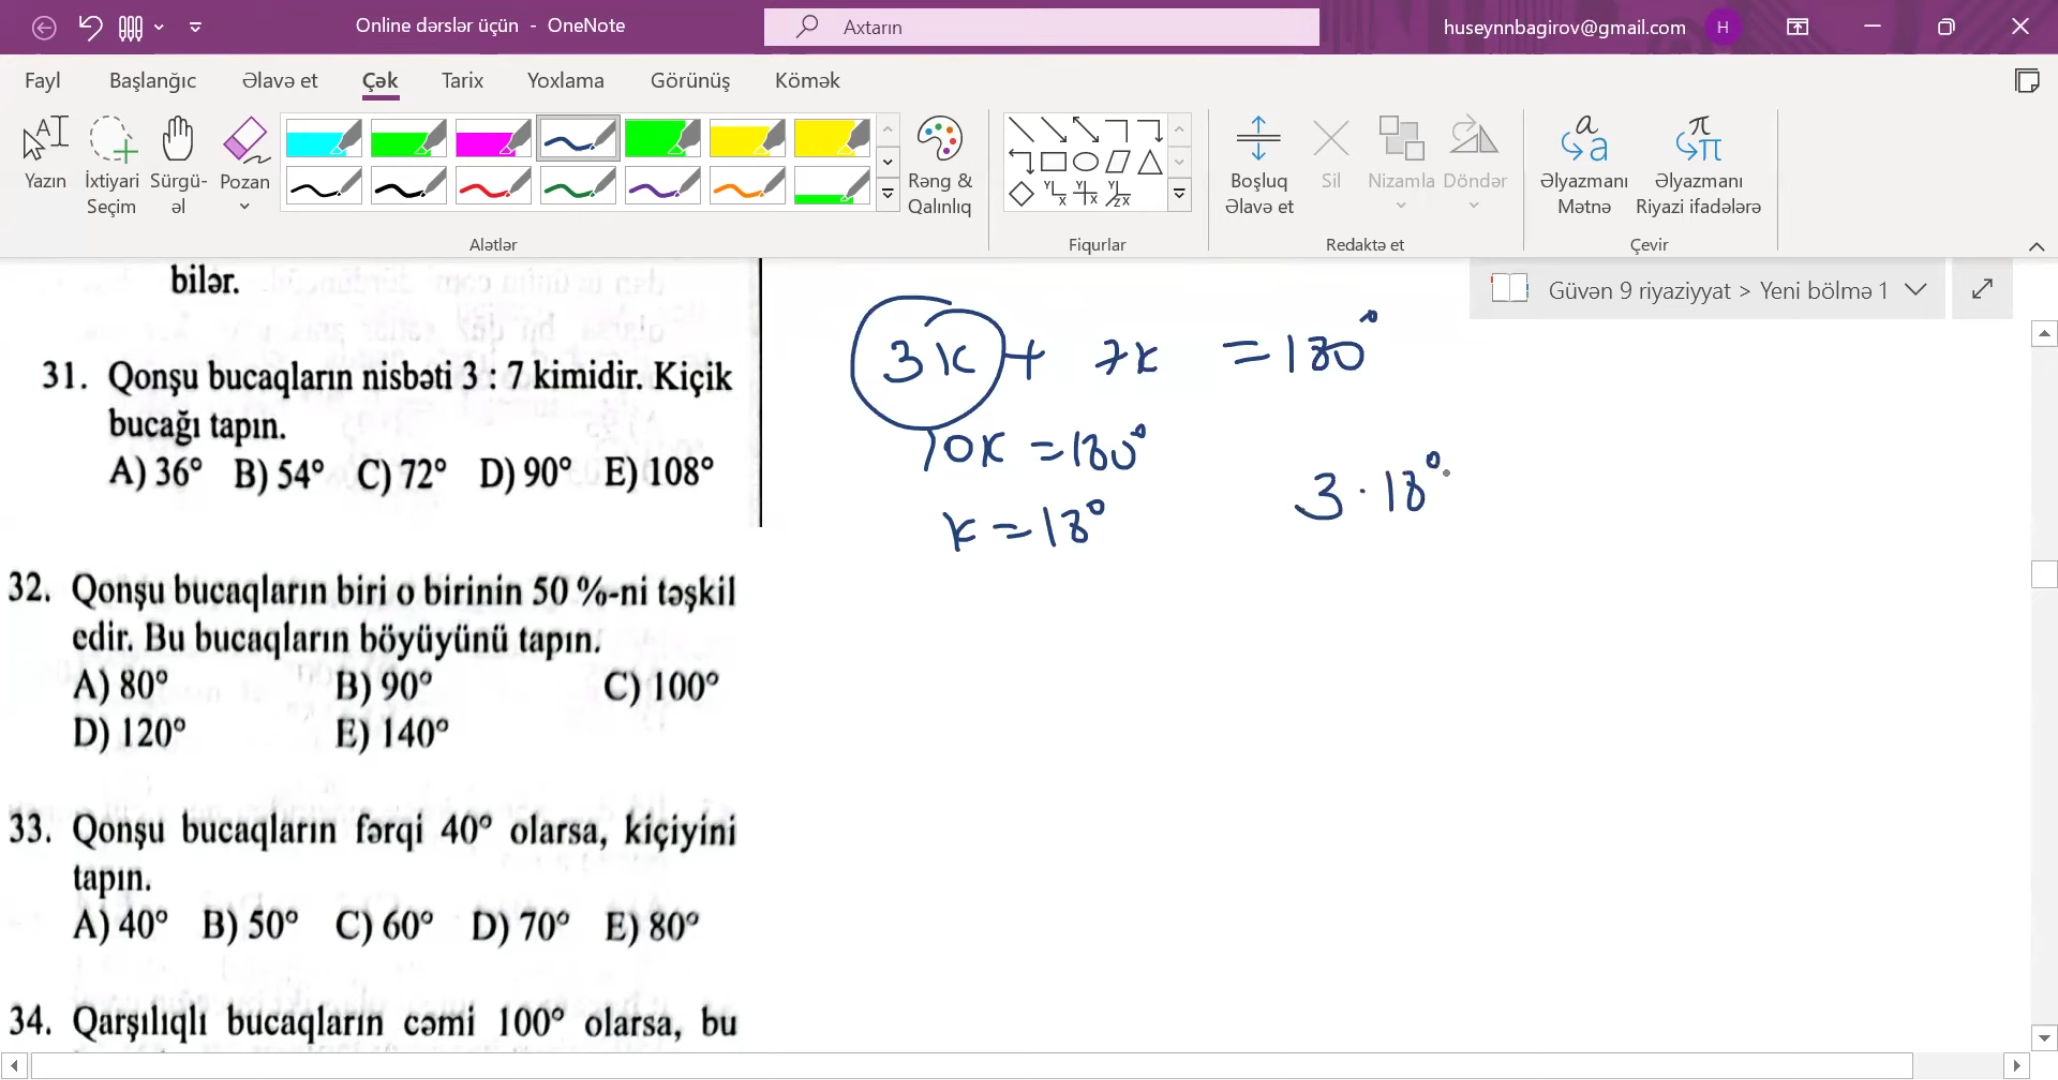 Online dərslər üçün - OneNote
Axtarın
huseynnbagirov@gmail.com
H
Fayl Başlanğıc Əlavə et Çək Tarix Yoxlama Görünüş Kömək
Yazın
İxtiyari Seçim
Sürgü-əl
Pozan
Rəng & Qalınlıq
Boşluq Əlavə et
Sil
Nizamla
Döndər
Əlyazmanı Mətnə
Əlyazmanı Riyazi ifadələrə
Alətlər Fiqurlar Redaktə et Çevir
Güvən 9 riyaziyyat > Yeni bölmə 1
bilər.
31. Qonşu bucaqların nisbəti 3 : 7 kimidir. Kiçik
bucağı tapın.
A) 36° B) 54° C) 72° D) 90° E) 108°
3k + 7k = 180°
10k = 180°
k = 18°
3 · 18°
32. Qonşu bucaqların biri o birinin 50 %-ni təşkil
edir. Bu bucaqların böyüyünü tapın.
A) 80° B) 90° C) 100°
D) 120° E) 140°
33. Qonşu bucaqların fərqi 40° olarsa, kiçiyini
tapın.
A) 40° B) 50° C) 60° D) 70° E) 80°
34. Qarşılıqlı bucaqların cəmi 100° olarsa, bu